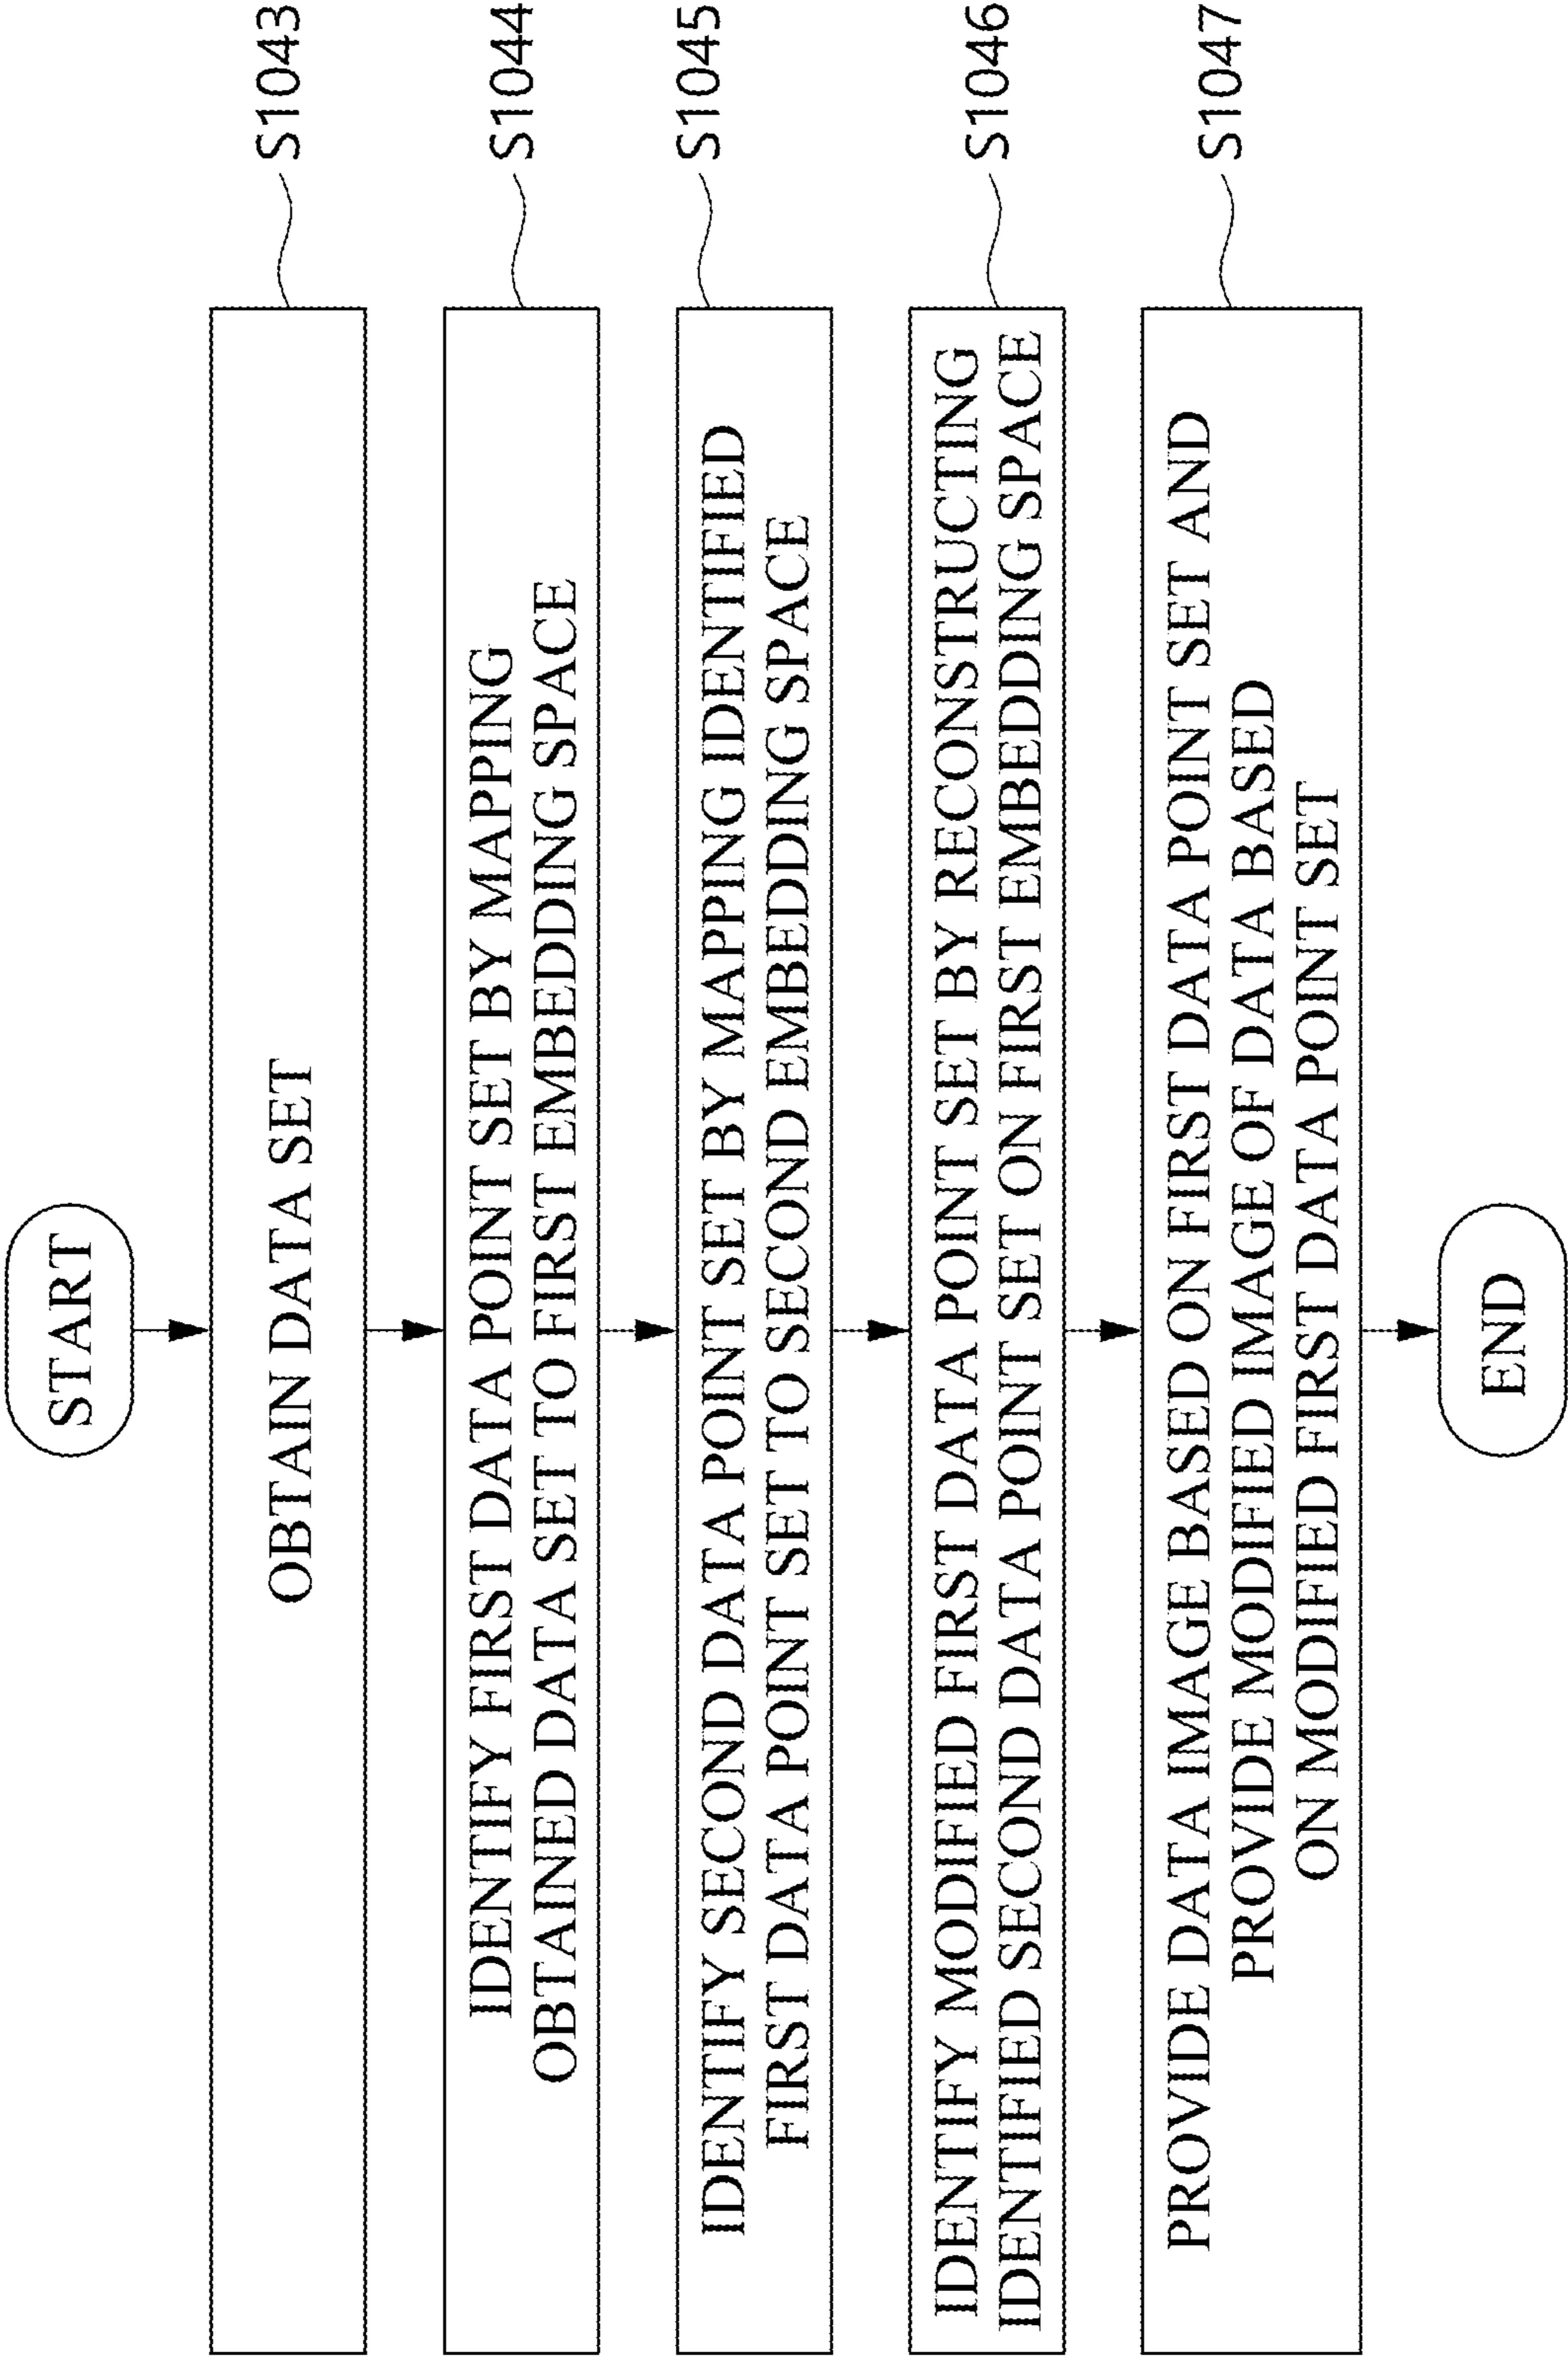 START
OBTAIN DATA SET
S1043
IDENTIFY FIRST DATA POINT SET BY MAPPING
OBTAINED DATA SET TO FIRST EMBEDDING SPACE
S1044
IDENTIFY SECOND DATA POINT SET BY MAPPING IDENTIFIED
FIRST DATA POINT SET TO SECOND EMBEDDING SPACE
S1045
IDENTIFY MODIFIED FIRST DATA POINT SET BY RECONSTRUCTING
IDENTIFIED SECOND DATA POINT SET ON FIRST EMBEDDING SPACE
S1046
PROVIDE DATA IMAGE BASED ON FIRST DATA POINT SET AND
PROVIDE MODIFIED IMAGE OF DATA BASED
ON MODIFIED FIRST DATA POINT SET
S1047
END